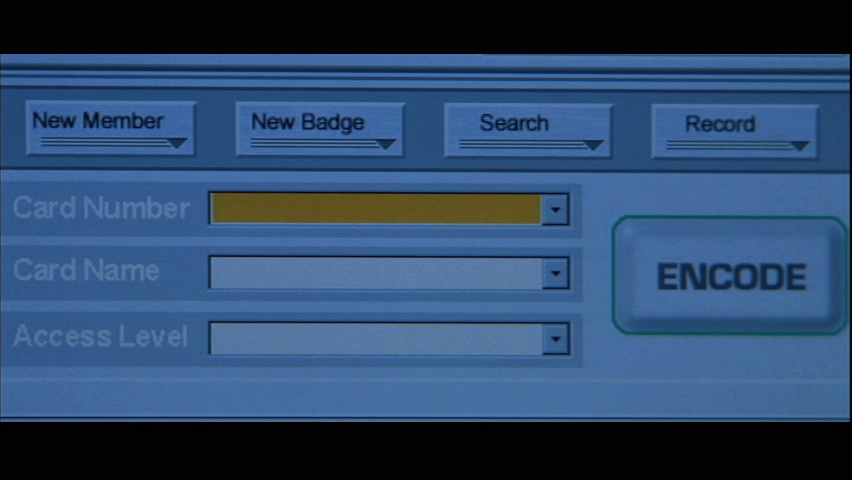 New Member
New Badge
Search
Record
Card Number
Card Name
Access Level
ENCODE